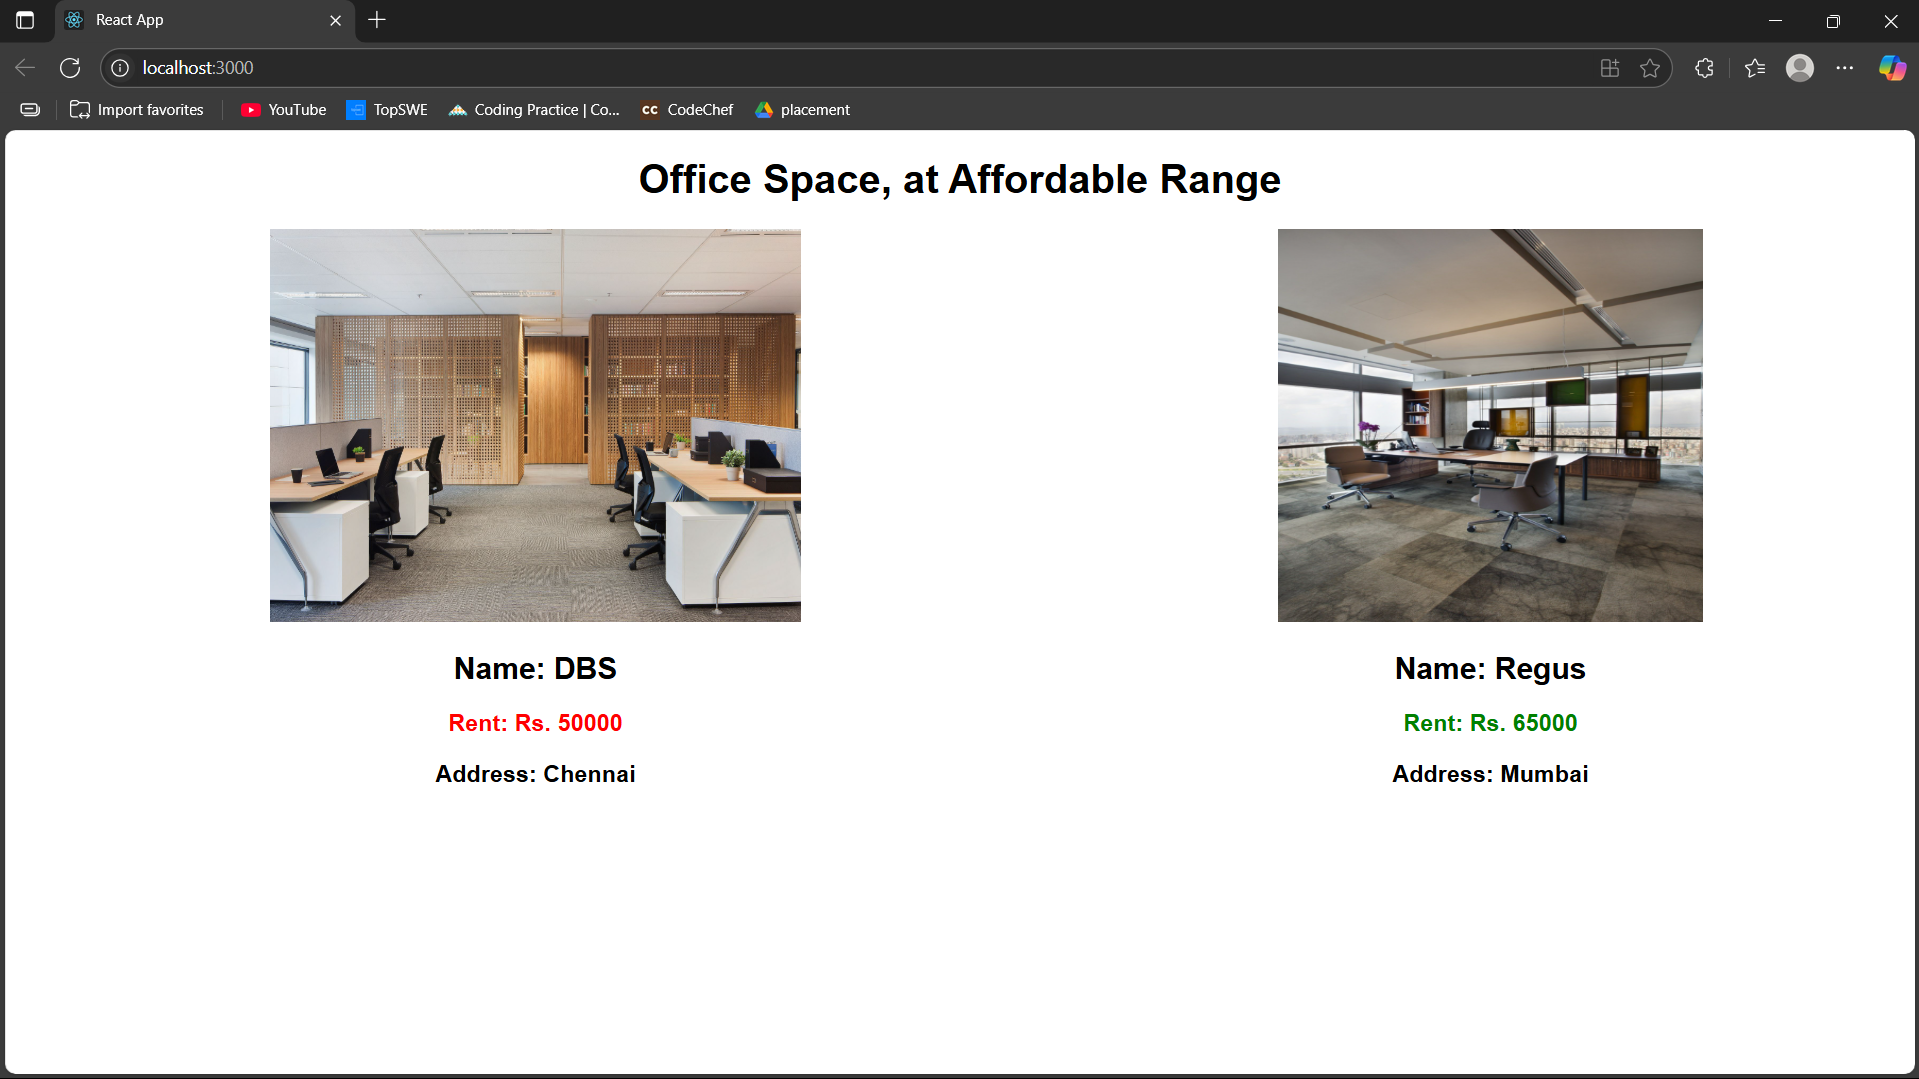 React App
localhost:3000
Import favorites
YouTube
TopSWE
Coding Practice | Co...
CC CodeChef
placement
Office Space, at Affordable Range
Name: DBS
Rent: Rs. 50000
Address: Chennai
Name: Regus
Rent: Rs. 65000
Address: Mumbai